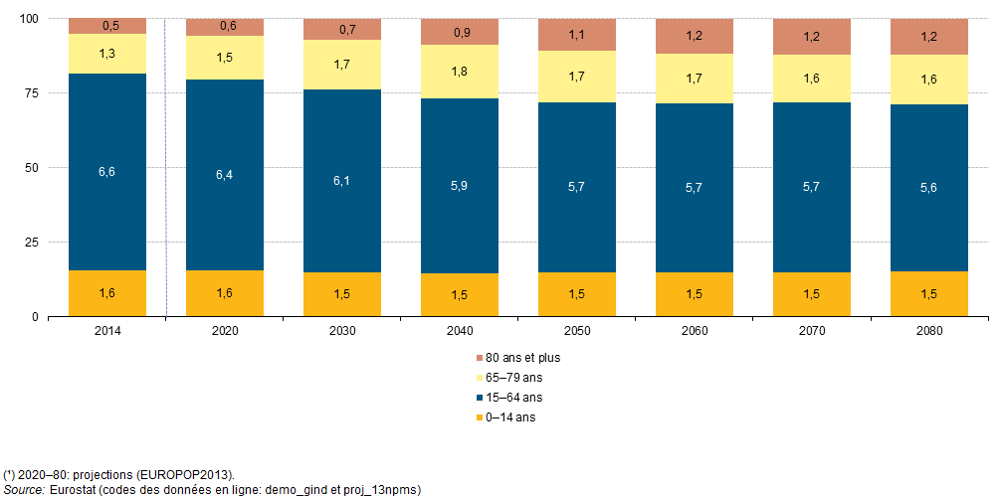 100
75
50
25
0
0,5 0,6 0,7 0,9 1,1 1,2 1,2 1,2
1,3 1,5 1,7 1,8 1,7 1,7 1,6 1,6
6,6 6,4 6,1 5,9 5,7 5,7 5,7 5,6
1,6 1,6 1,5 1,5 1,5 1,5 1,5 1,5
2014 2020 2030 2040 2050 2060 2070 2080
80 ans et plus
65–79 ans
15–64 ans
0–14 ans
(¹) 2020–80: projections (EUROPOP2013).
Source: Eurostat (codes des données en ligne: demo_gind et proj_13npms)